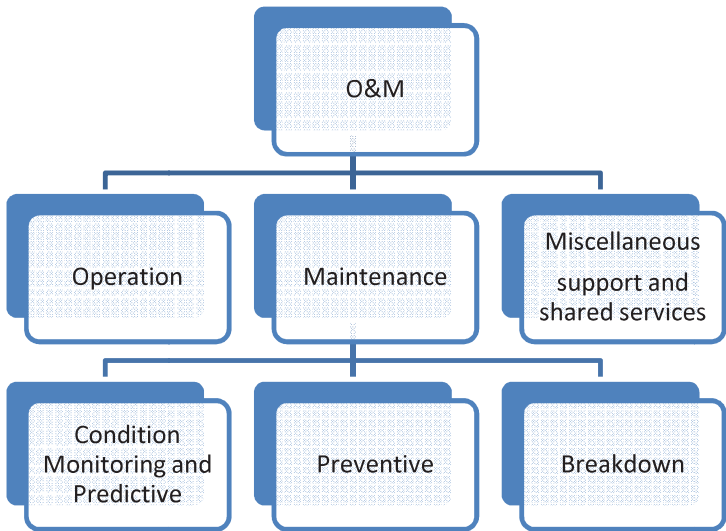 O&M
Operation
Maintenance
Miscellaneous
support and
shared services
Condition
Monitoring and
Predictive
Preventive
Breakdown